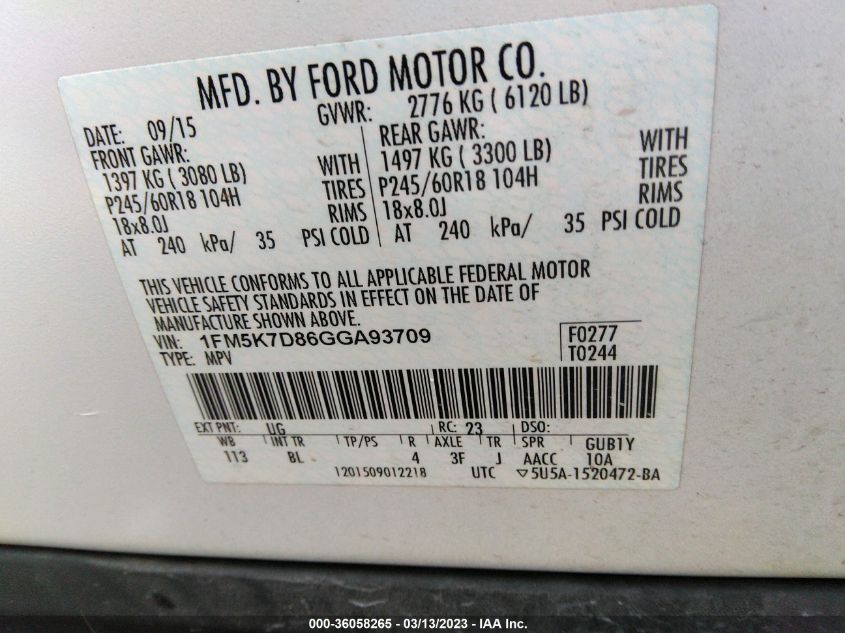 MFD. BY FORD MOTOR CO.
DATE: 09/15 GVWR: 2776 KG ( 6120 LB)
FRONT GAWR:
1397 KG ( 3080 LB) WITH
P245/60R18 104H TIRES
18x8.0J RIMS
AT 240 kPa/ 35 PSI COLD
REAR GAWR:
1497 KG ( 3300 LB) WITH
P245/60R18 104H TIRES
18x8.0J RIMS
AT 240 kPa/ 35 PSI COLD
THIS VEHICLE CONFORMS TO ALL APPLICABLE FEDERAL MOTOR
VEHICLE SAFETY STANDARDS IN EFFECT ON THE DATE OF
MANUFACTURE SHOWN ABOVE.
VIN: 1FM5K7D86GGA93709
TYPE: MPV
F0277
T0244
EXT PNT: UG RC: 23 DSO:
WB INT TR TP/PS R AXLE TR SPR GUB1Y
113 BL 4 3F J AACC 10A
1201509012218 UTC ▽5U5A-1520472-BA
000-36058265 - 03/13/2023 - IAA Inc.